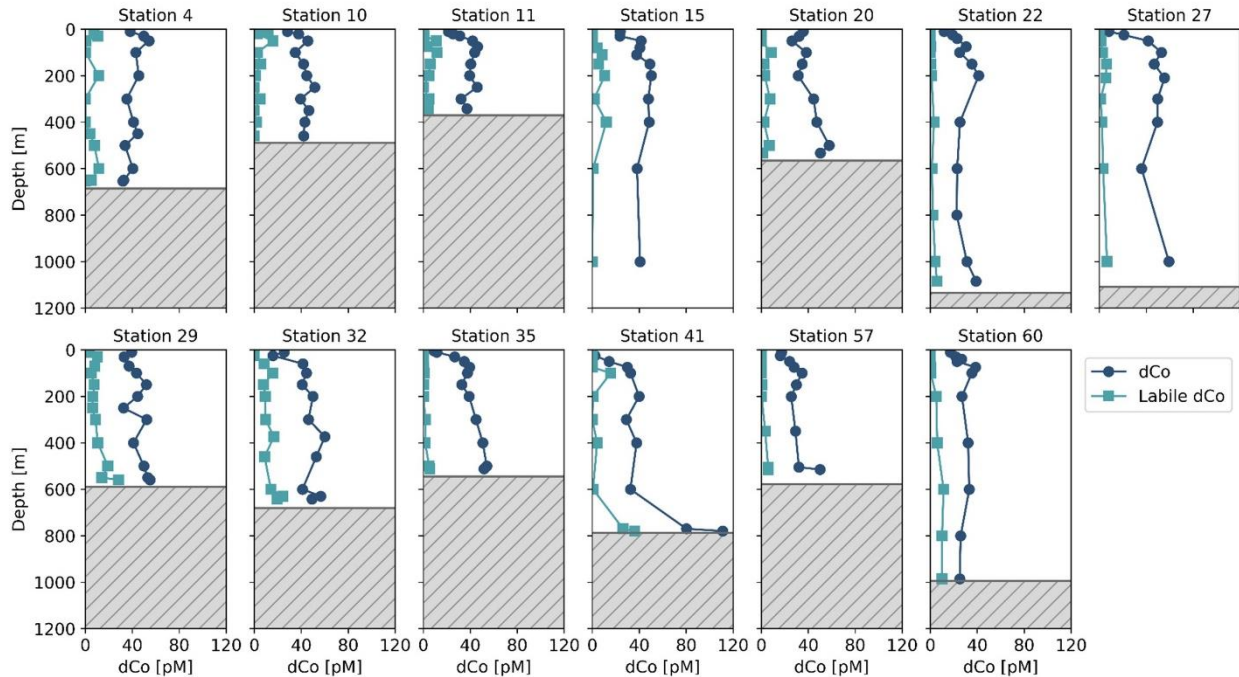 Station 4 Station 10 Station 11 Station 15 Station 20 Station 22 Station 27
Depth [m]
0
200
400
600
800
1000
1200
Station 29 Station 32 Station 35 Station 41 Station 57 Station 60
Depth [m]
0
200
400
600
800
1000
1200
dCo
Labile dCo
0 40 80 120 0 40 80 120 0 40 80 120 0 40 80 120 0 40 80 120 0 40 80 120
dCo [pM] dCo [pM] dCo [pM] dCo [pM] dCo [pM] dCo [pM]